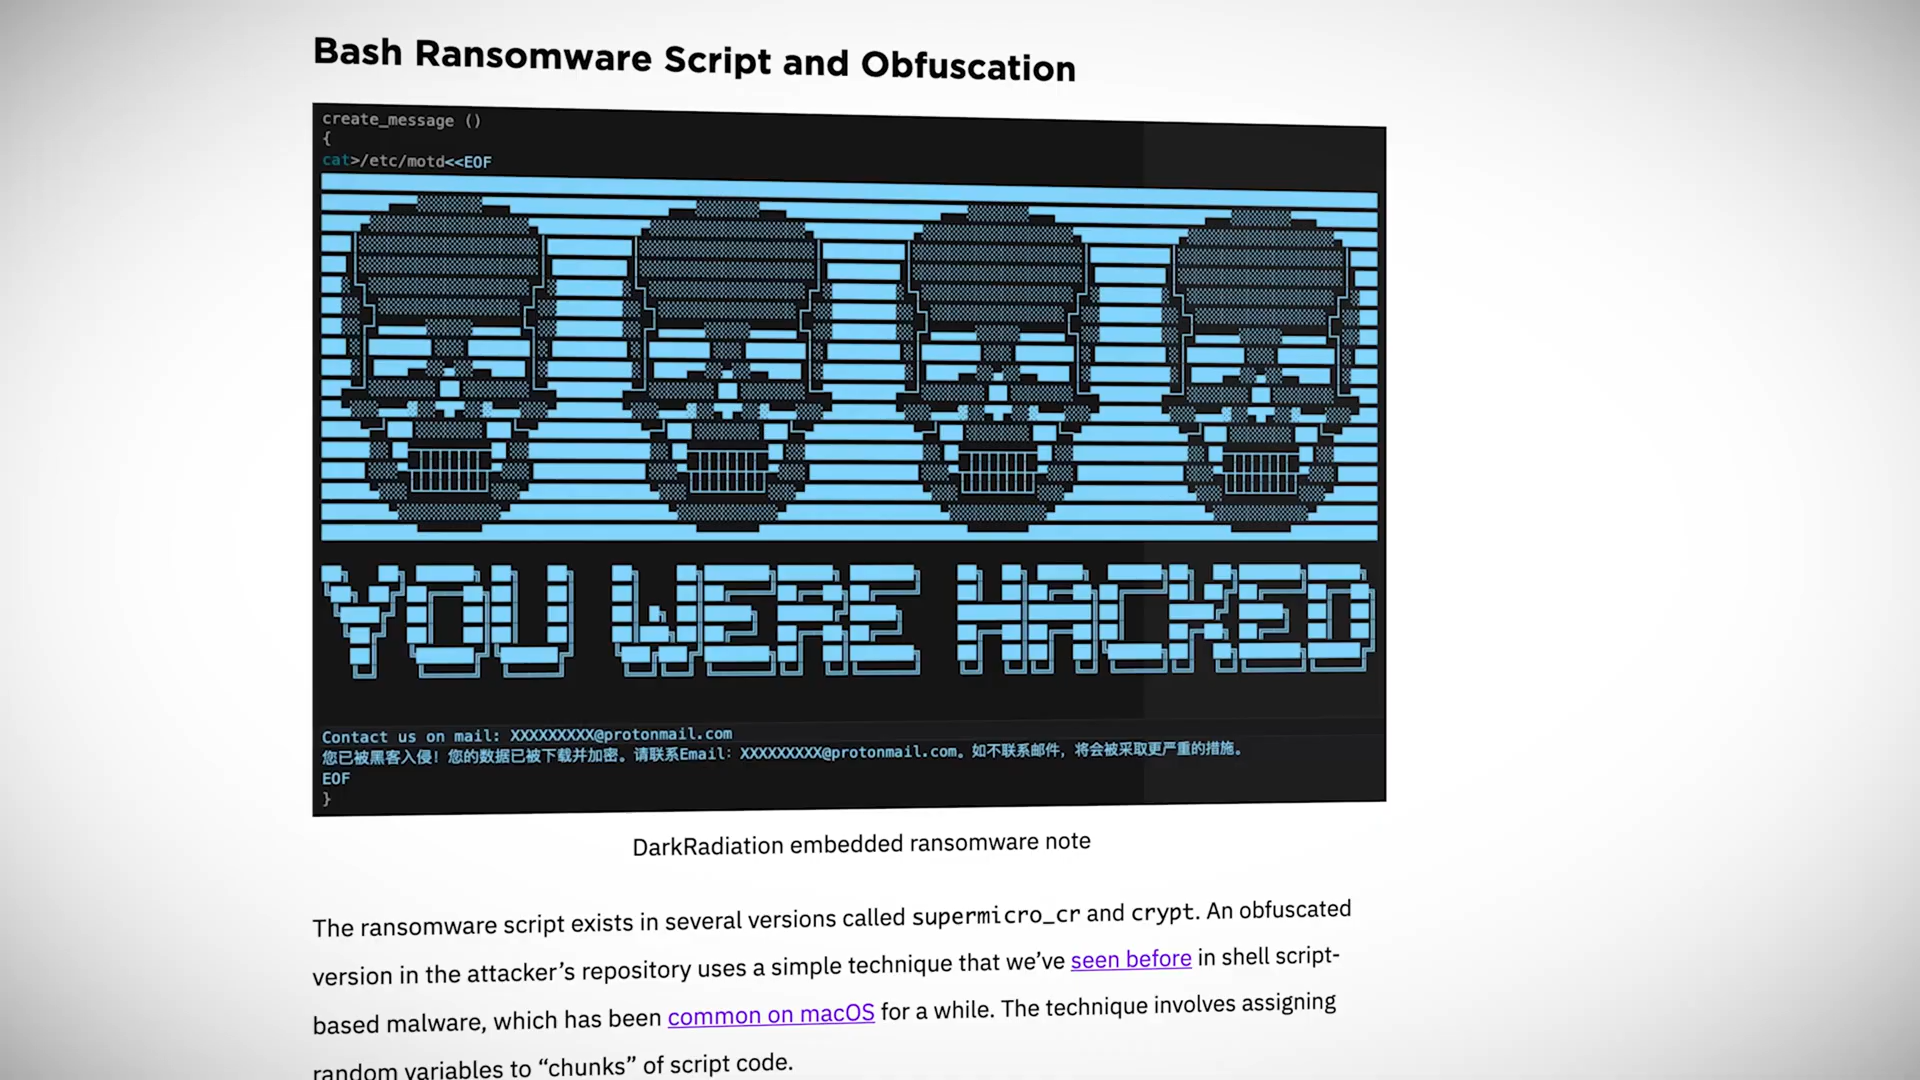 Bash Ransomware Script and Obfuscation
create_message ()
{
cat>/etc/motd<<EOF
YOU WERE HACKED
Contact us on mail: XXXXXXXXX@protonmail.com
您已被黑客入侵！您的数据已被下载并加密。请联系Email：XXXXXXXXX@protonmail.com。如不联系邮件，将会被采取更严重的措施。
EOF
}
DarkRadiation embedded ransomware note
The ransomware script exists in several versions called supermicro_cr and crypt. An obfuscated
version in the attacker’s repository uses a simple technique that we’ve seen before in shell script-
based malware, which has been common on macOS for a while. The technique involves assigning
random variables to “chunks” of script code.